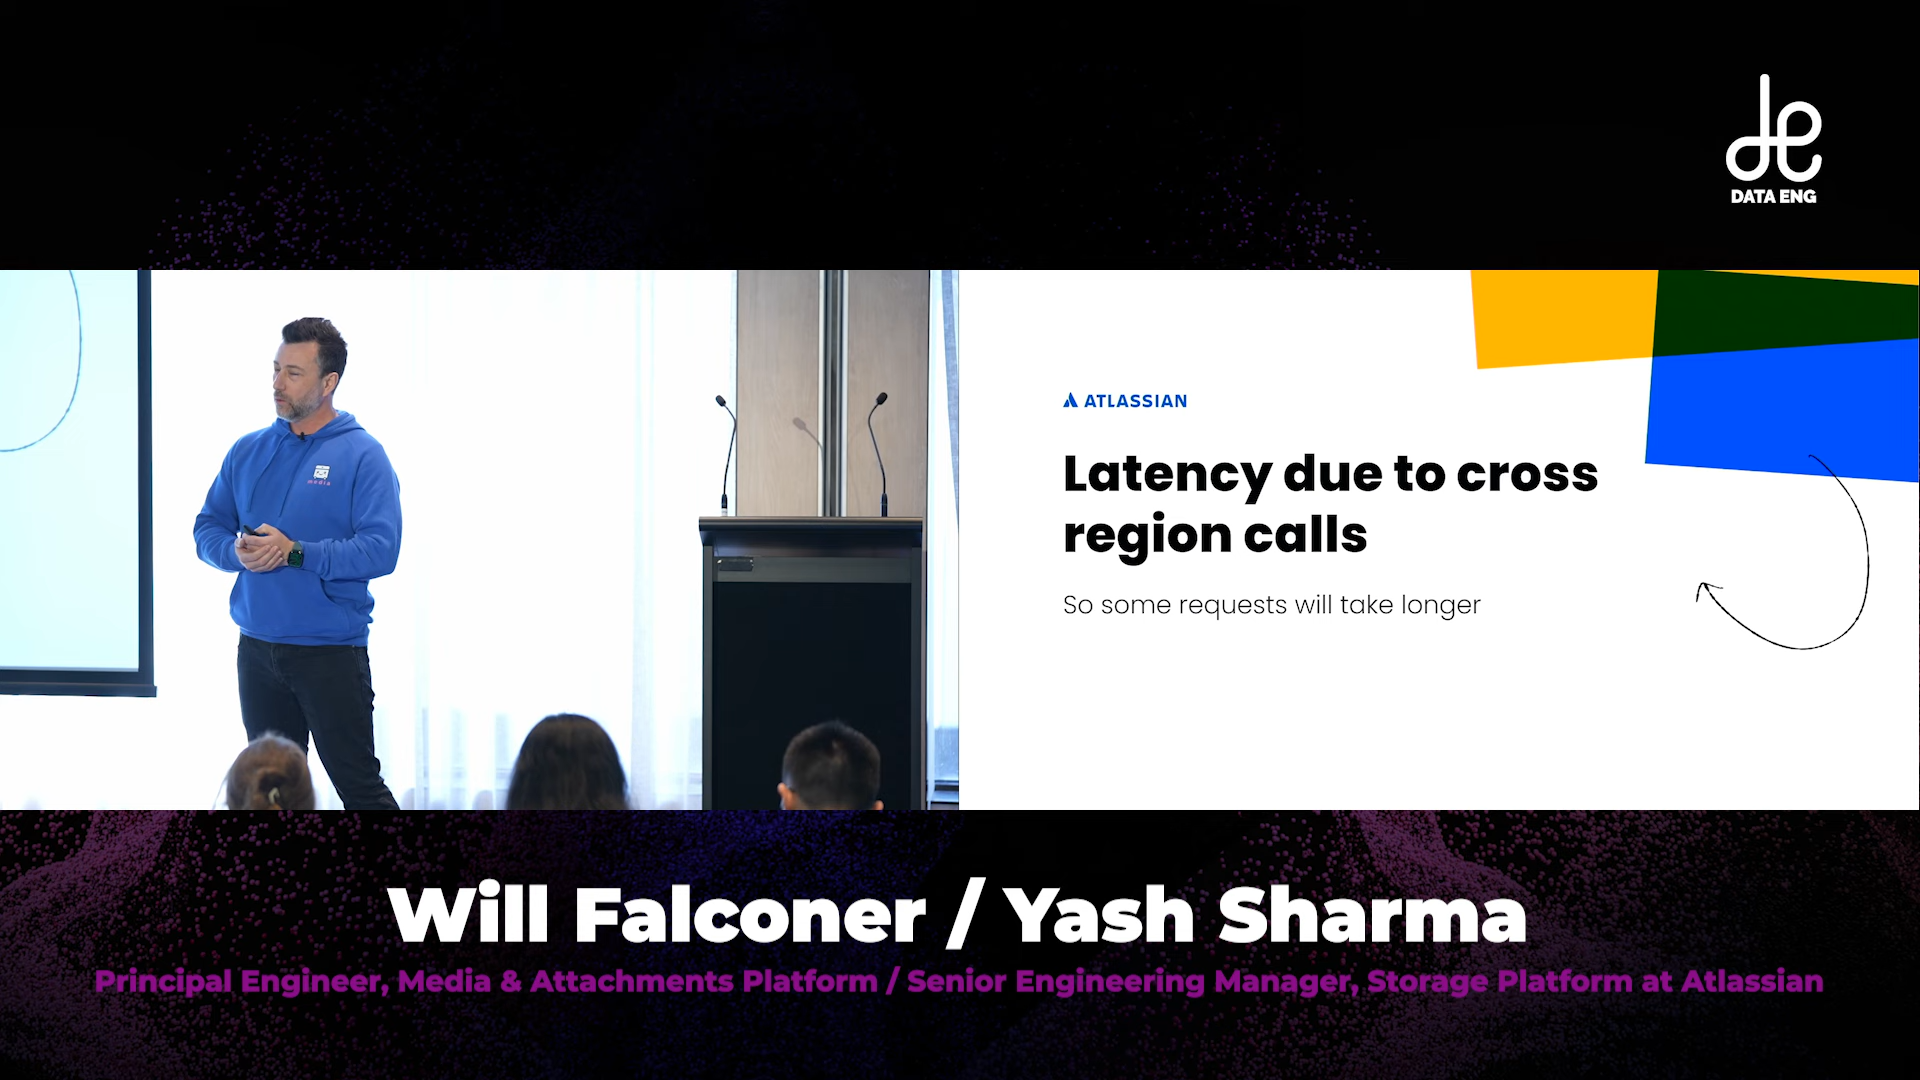 DATA ENG
media
ATLASSIAN
Latency due to cross
region calls
So some requests will take longer
Will Falconer / Yash Sharma
Principal Engineer, Media & Attachments Platform / Senior Engineering Manager, Storage Platform at Atlassian